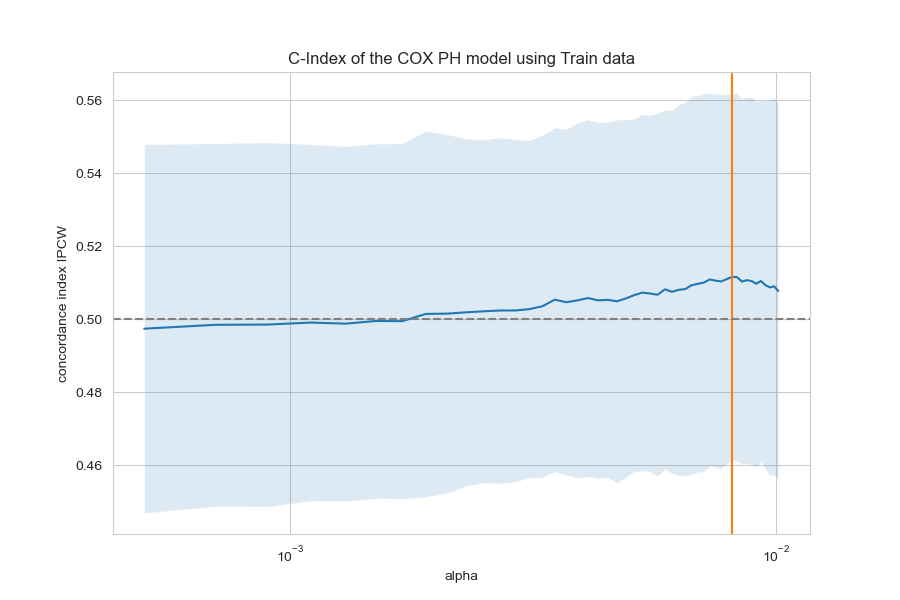 C-Index of the COX PH model using Train data
concordance index IPCW
0.56
0.54
0.52
0.50
0.48
0.46
10⁻³
10⁻²
alpha